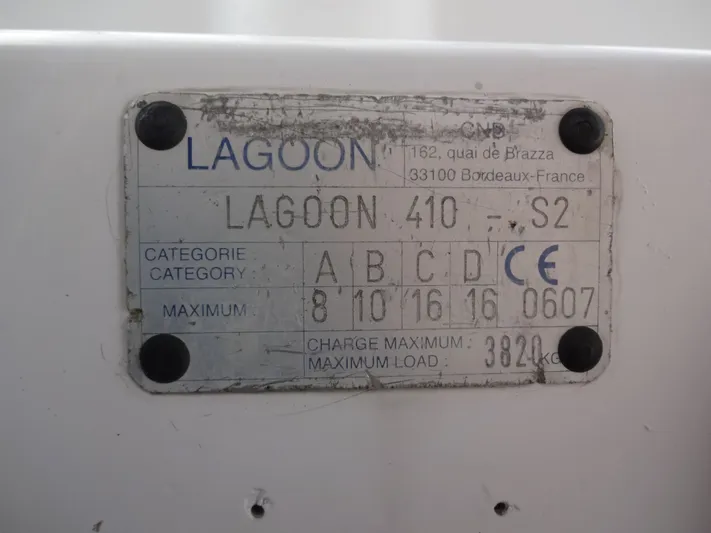 LAGOON
CNB
162, quai de Brazza
33100 Bordeaux-France
LAGOON 410 - S2
CATEGORIE :
CATEGORY :
A B C D CE
MAXIMUM : 8 10 16 16 0607
CHARGE MAXIMUM :
MAXIMUM LOAD : 3820 KG